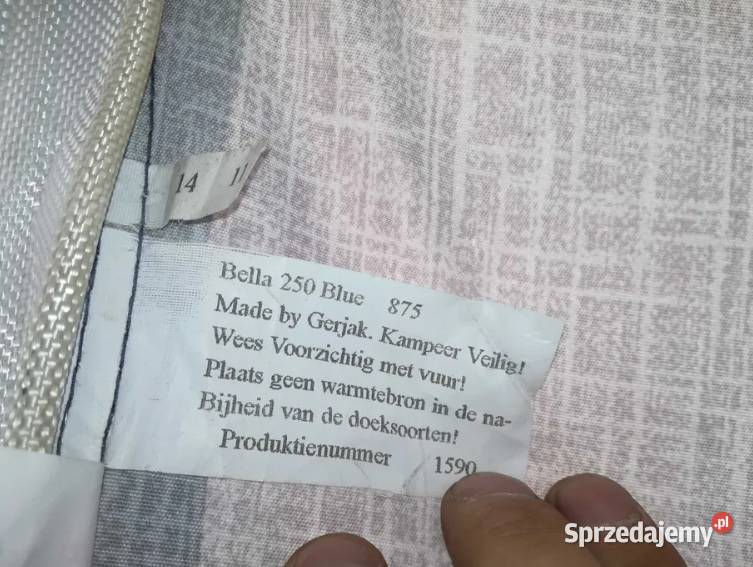 14 11
Bella 250 Blue 875
Made by Gerjak. Kampeer Veilig!
Wees Voorzichtig met vuur!
Plaats geen warmtebron in de na-
Bijheid van de doeksoorten!
Produktienummer 1590
Sprzedajemy.pl